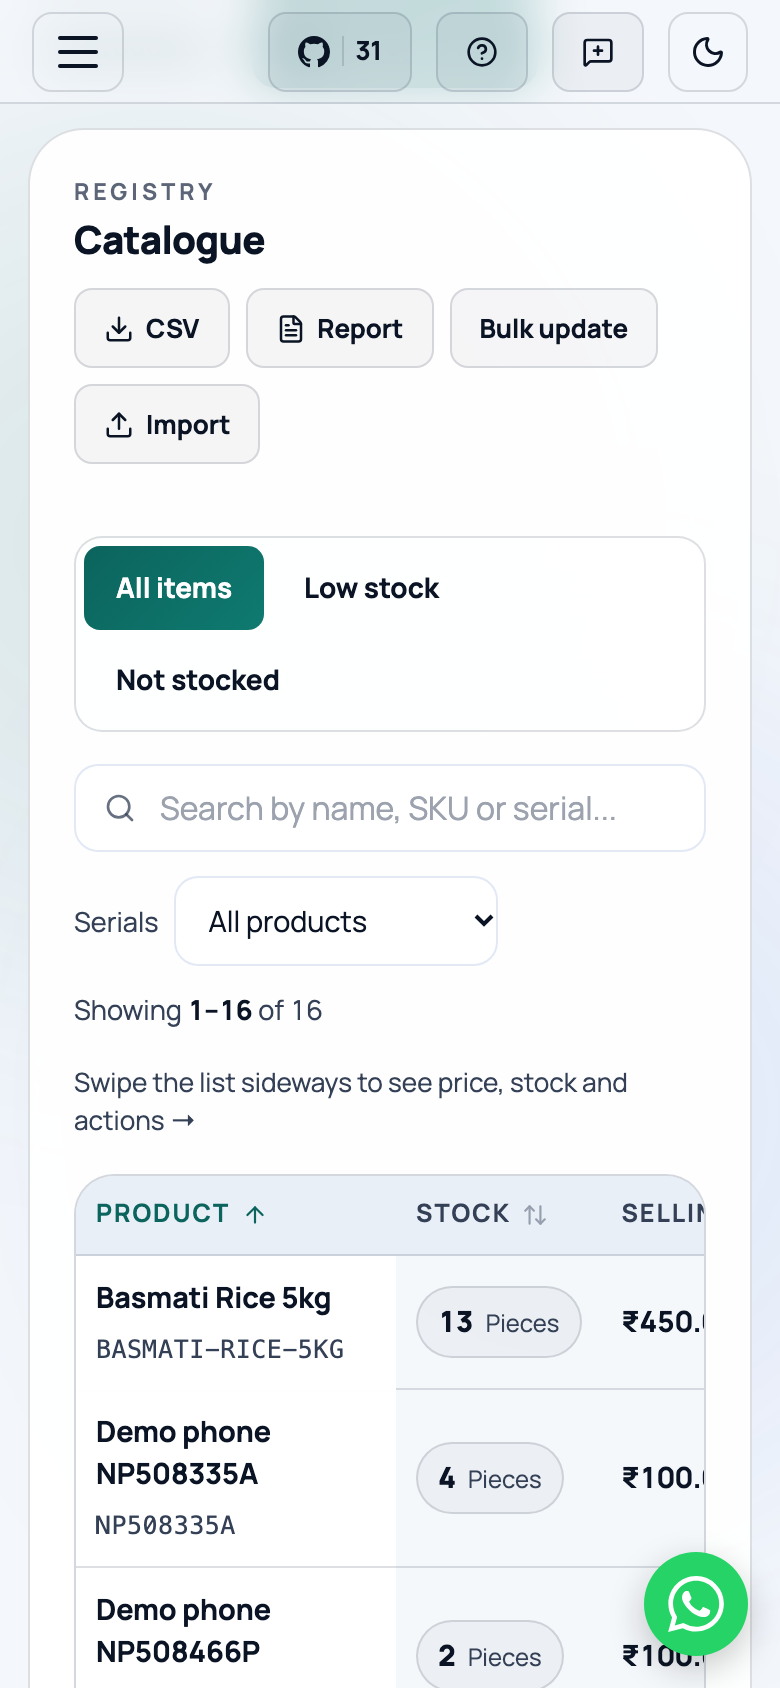 31
REGISTRY
Catalogue
CSV
Report
Bulk update
Import
All items
Low stock
Not stocked
Search by name, SKU or serial...
Serials
All products
Showing 1–16 of 16
Swipe the list sideways to see price, stock and
actions →
PRODUCT ↑
STOCK ↑↓
Basmati Rice 5kg
BASMATI-RICE-5KG
13 Pieces
₹450.
Demo phone
NP508335A
NP508335A
4 Pieces
₹100.
Demo phone
NP508466P
2 Pieces
₹100.